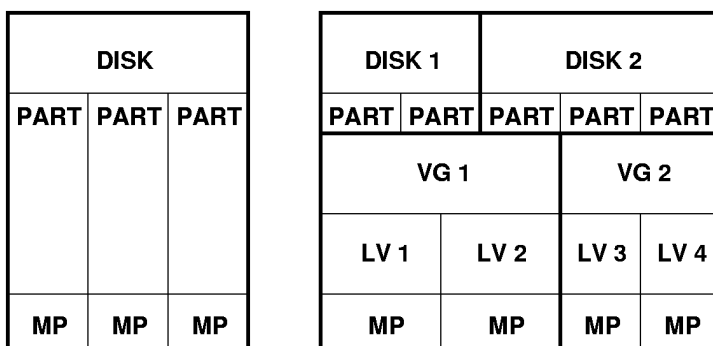 DISK
PART PART PART
MP MP MP
DISK 1 DISK 2
PART PART PART PART PART
VG 1 VG 2
LV 1 LV 2 LV 3 LV 4
MP MP MP MP